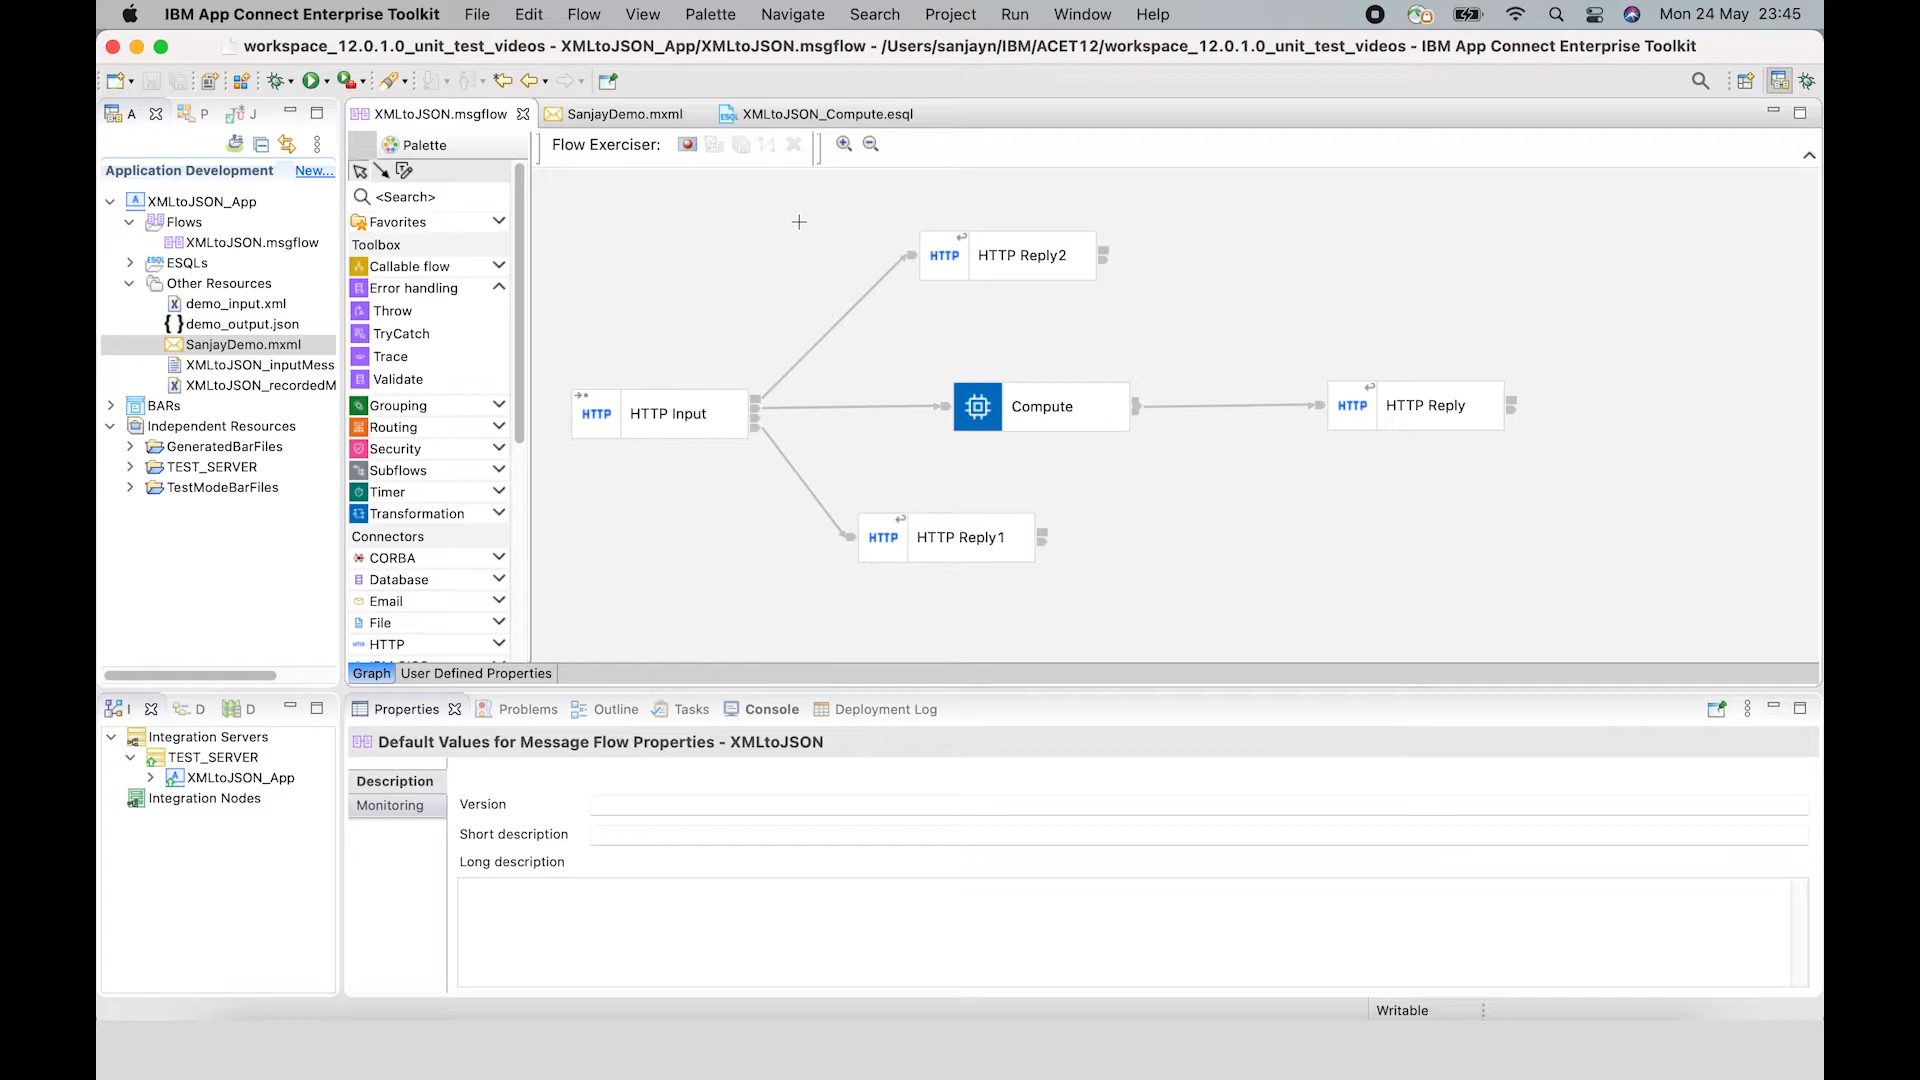 IBM App Connect Enterprise Toolkit File Edit Flow View Palette Navigate Search Project Run Window Help Mon 24 May 23:45
workspace_12.0.1.0_unit_test_videos - XMLtoJSON_App/XMLtoJSON.msgflow - /Users/sanjayn/IBM/ACET12/workspace_12.0.1.0_unit_test_videos - IBM App Connect Enterprise Toolkit
A P J
Application Development New...
XMLtoJSON_App
Flows
XMLtoJSON.msgflow
ESQL ESQLs
Other Resources
demo_input.xml
{ } demo_output.json
SanjayDemo.mxml
XMLtoJSON_inputMess
XMLtoJSON_recordedM
BARs
Independent Resources
GeneratedBarFiles
TEST_SERVER
TestModeBarFiles
XMLtoJSON.msgflow SanjayDemo.mxml XMLtoJSON_Compute.esql
Palette
Flow Exerciser:
<Search>
Favorites
Toolbox
Callable flow
Error handling
Throw
TryCatch
Trace
Validate
Grouping
Routing
Security
Subflows
Timer
Transformation
Connectors
CORBA
Database
Email
File
HTTP
HTTP HTTP Reply2
HTTP HTTP Input
Compute
HTTP HTTP Reply
HTTP HTTP Reply1
Graph User Defined Properties
I D D
Integration Servers
TEST_SERVER
XMLtoJSON_App
Integration Nodes
Properties Problems Outline Tasks Console Deployment Log
Default Values for Message Flow Properties - XMLtoJSON
Description
Monitoring
Version
Short description
Long description
Writable